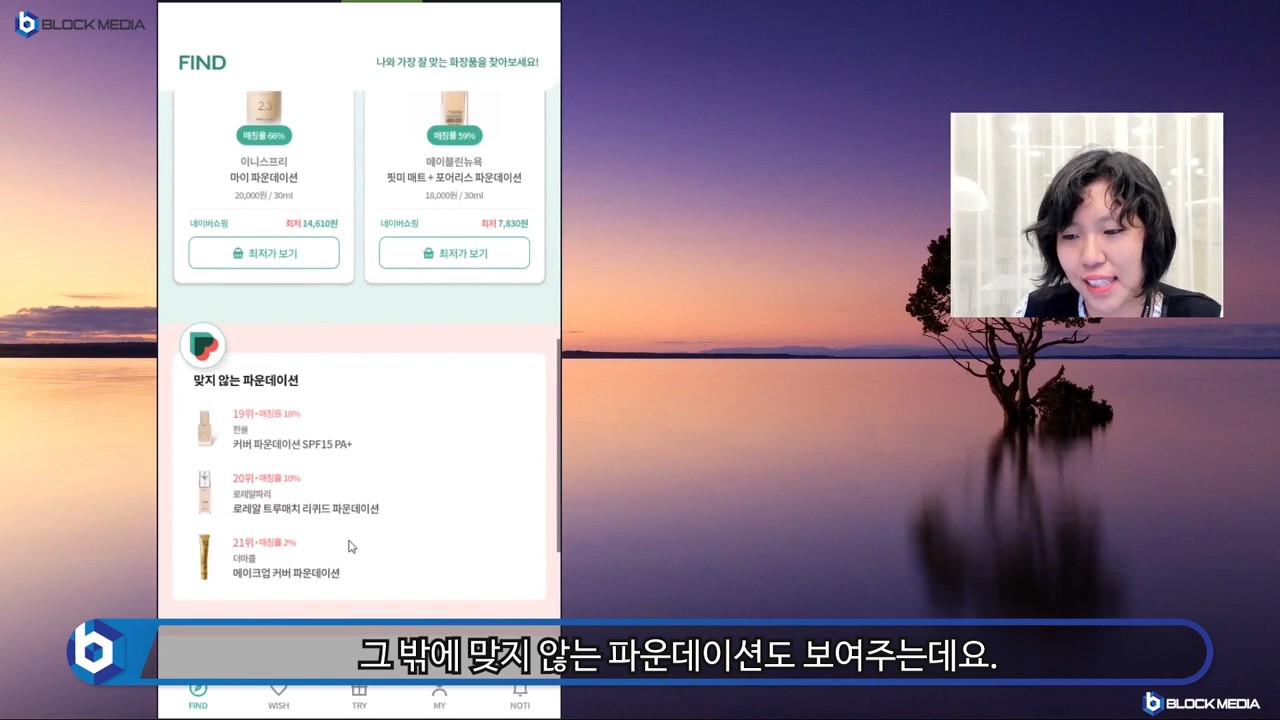 BLOCK MEDIA
FIND
나와 가장 잘 맞는 화장품을 찾아보세요!
2.3
매칭률 66%
이니스프리
마이 파운데이션
20,000원 / 30ml
네이버쇼핑 최저 14,610원
최저가 보기
매칭률 59%
메이블린뉴욕
핏미 매트 + 포어리스 파운데이션
18,000원 / 30ml
네이버쇼핑 최저 7,830원
최저가 보기
맞지 않는 파운데이션
19위•매칭률 18%
한율
커버 파운데이션 SPF15 PA+
20위•매칭률 10%
로레알파리
로레알 트루매치 리퀴드 파운데이션
21위•매칭률 2%
더마콜
메이크업 커버 파운데이션
그 밖에 맞지 않는 파운데이션도 보여주는데요.
FIND WISH TRY MY NOTI
BLOCK MEDIA